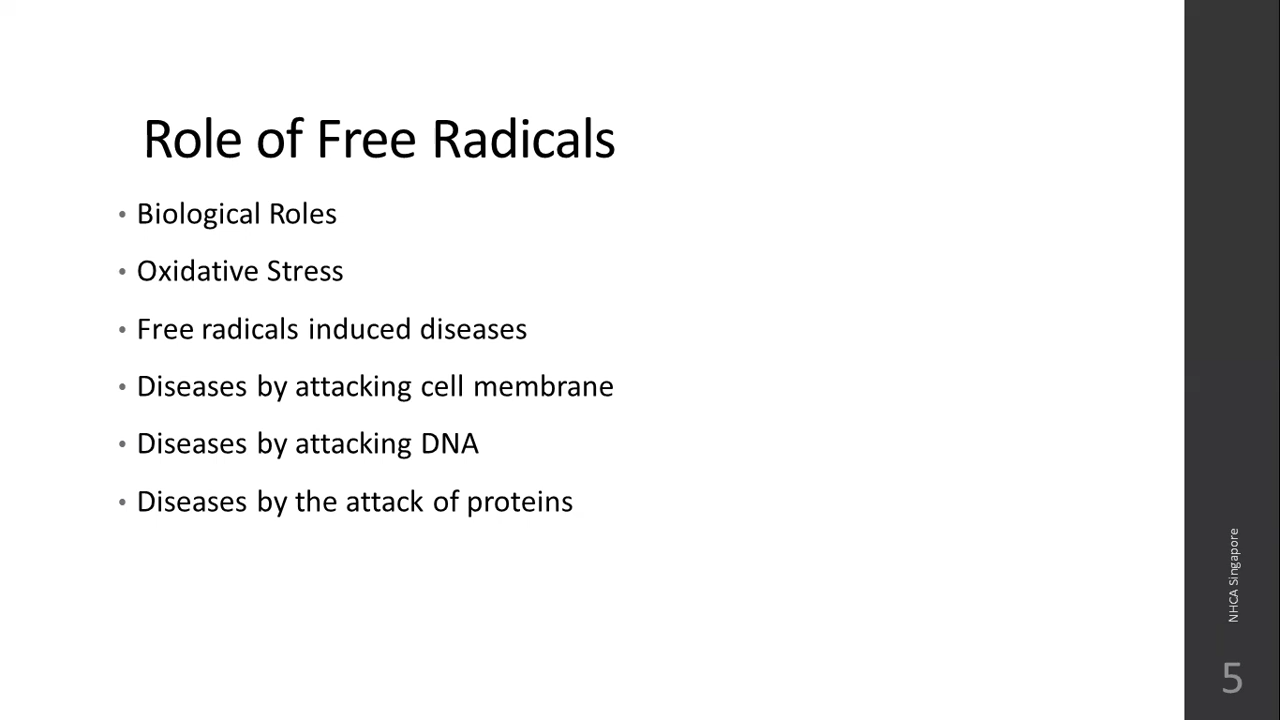 Role of Free Radicals
• Biological Roles
• Oxidative Stress
• Free radicals induced diseases
• Diseases by attacking cell membrane
• Diseases by attacking DNA
• Diseases by the attack of proteins
NHCA Singapore
5